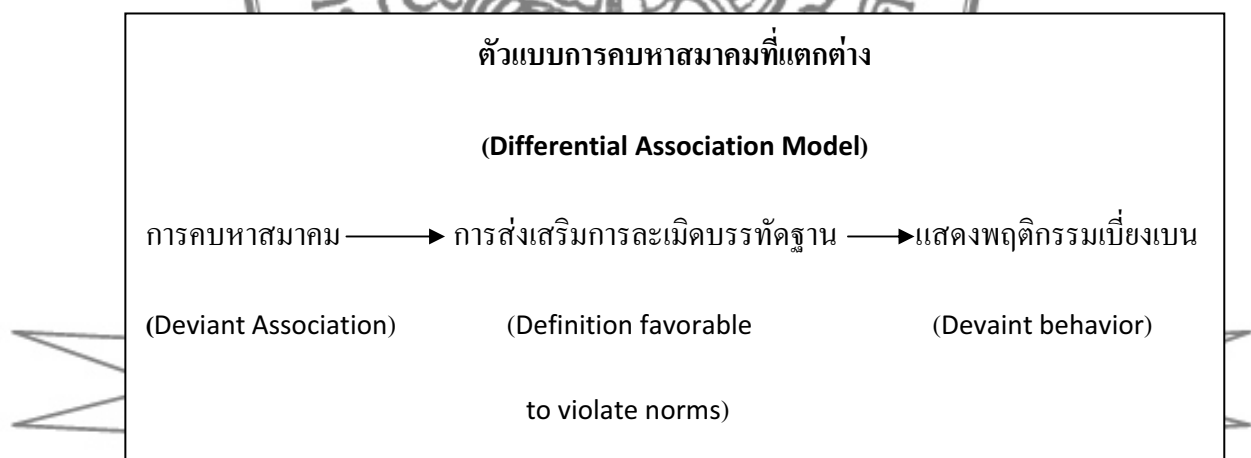 ตัวแบบการคบหาสมาคมที่แตกต่าง
(Differential Association Model)
การคบหาสมาคม → การส่งเสริมการละเมิดบรรทัดฐาน → แสดงพฤติกรรมเบี่ยงเบน
(Deviant Association) (Definition favorable (Devaint behavior)
to violate norms)